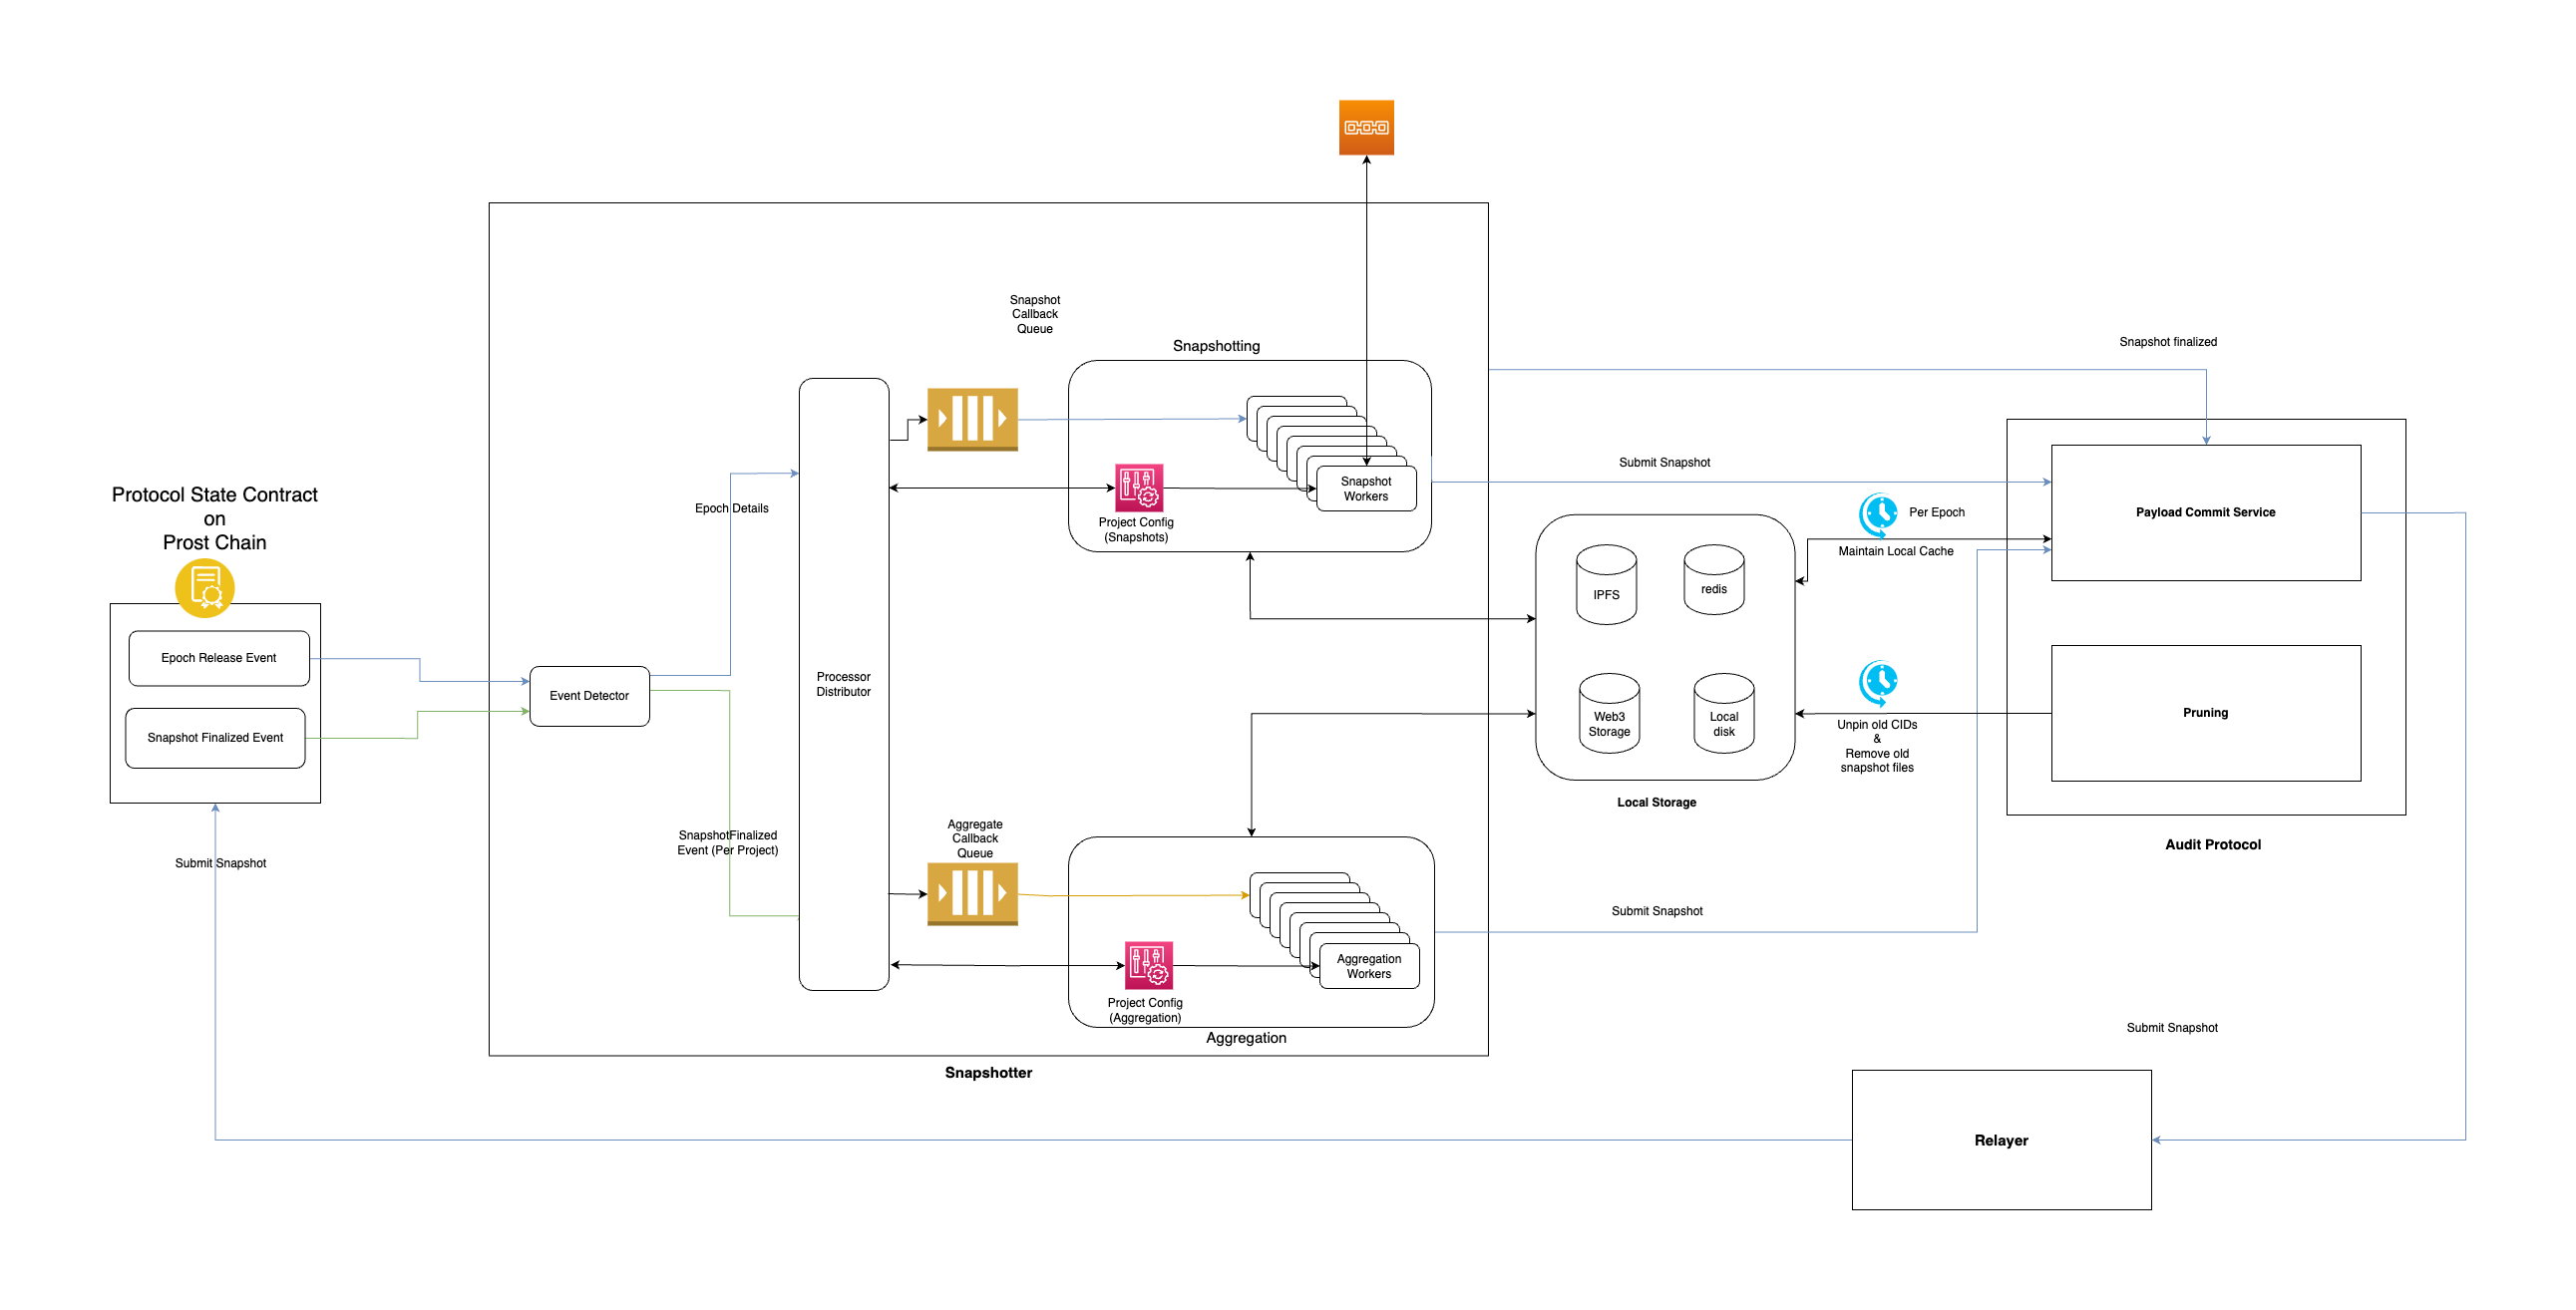 Protocol State Contract
on
Prost Chain
Epoch Release Event
Snapshot Finalized Event
Submit Snapshot
Event Detector
Epoch Details
SnapshotFinalized
Event (Per Project)
Processor
Distributor
Snapshot
Callback
Queue
Snapshotting
Snapshot
Workers
Project Config
(Snapshots)
Aggregate
Callback
Queue
Aggregation
Workers
Project Config
(Aggregation)
Aggregation
Snapshotter
IPFS
redis
Web3
Storage
Local
disk
Local Storage
Snapshot finalized
Submit Snapshot
Per Epoch
Maintain Local Cache
Payload Commit Service
Unpin old CIDs
&
Remove old
snapshot files
Pruning
Audit Protocol
Submit Snapshot
Submit Snapshot
Relayer